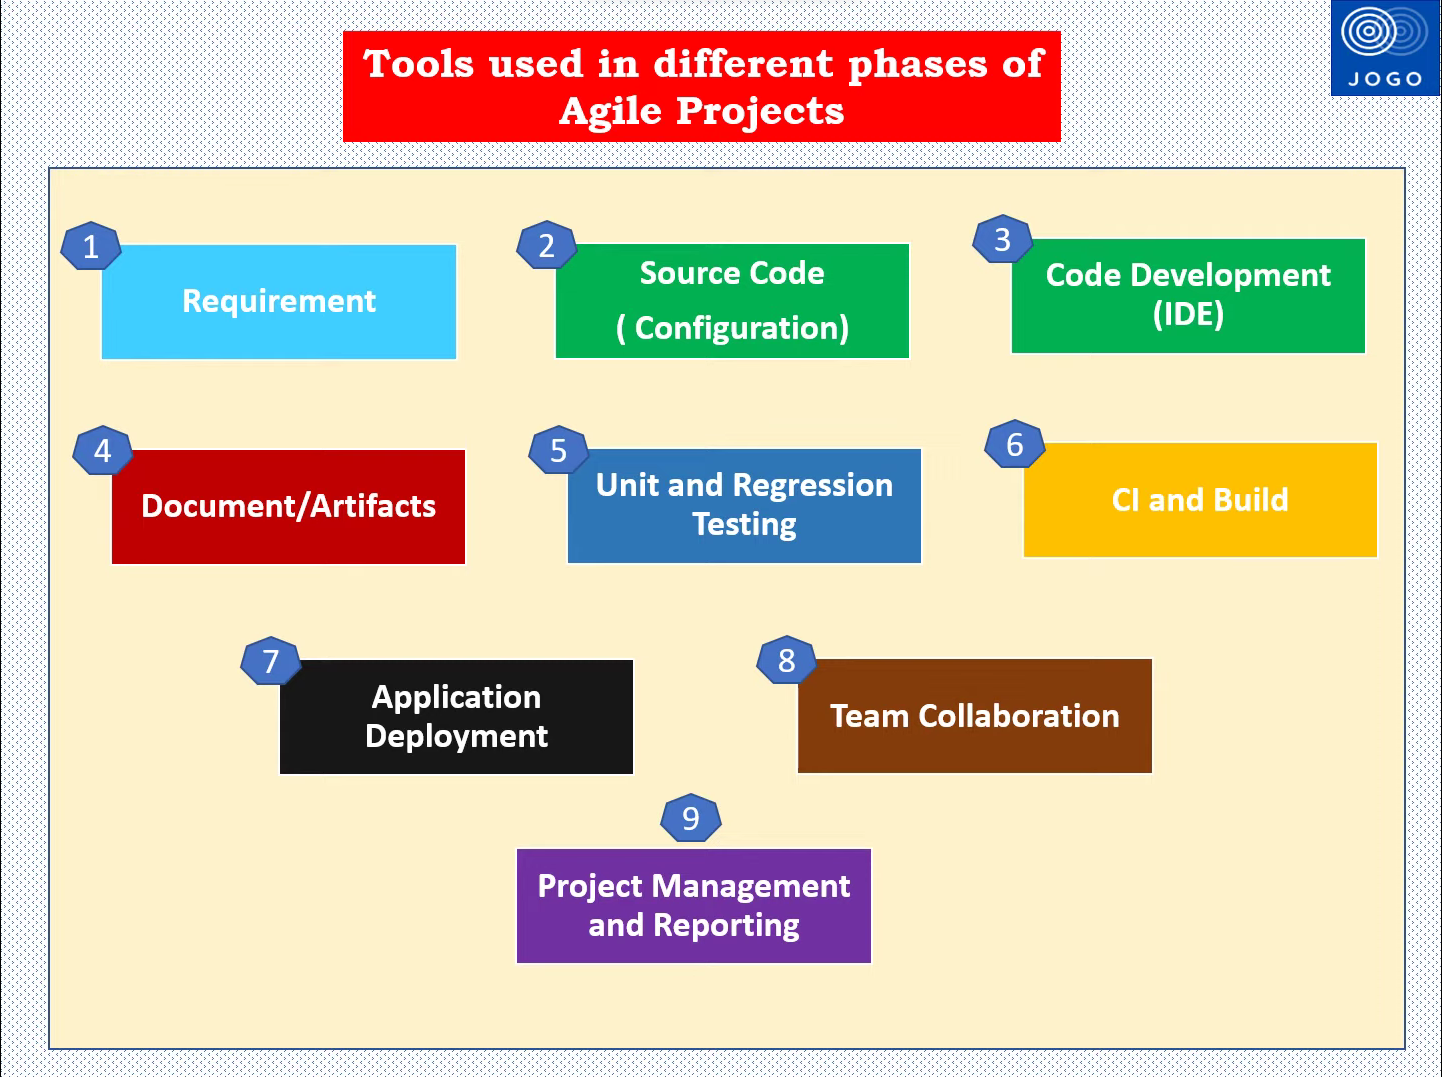 Tools used in different phases of
Agile Projects
JOGO
1
Requirement
2
Source Code
( Configuration)
3
Code Development
(IDE)
4
Document/Artifacts
5
Unit and Regression
Testing
6
CI and Build
7
Application
Deployment
8
Team Collaboration
9
Project Management
and Reporting